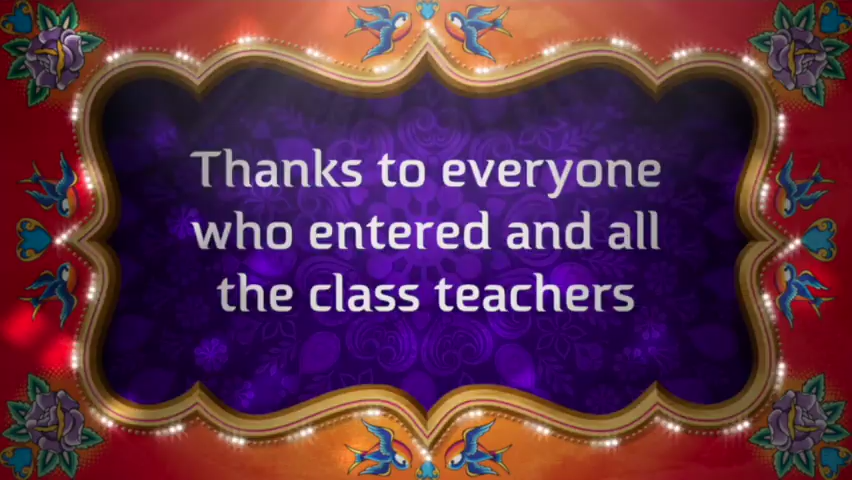 Thanks to everyone
who entered and all
the class teachers